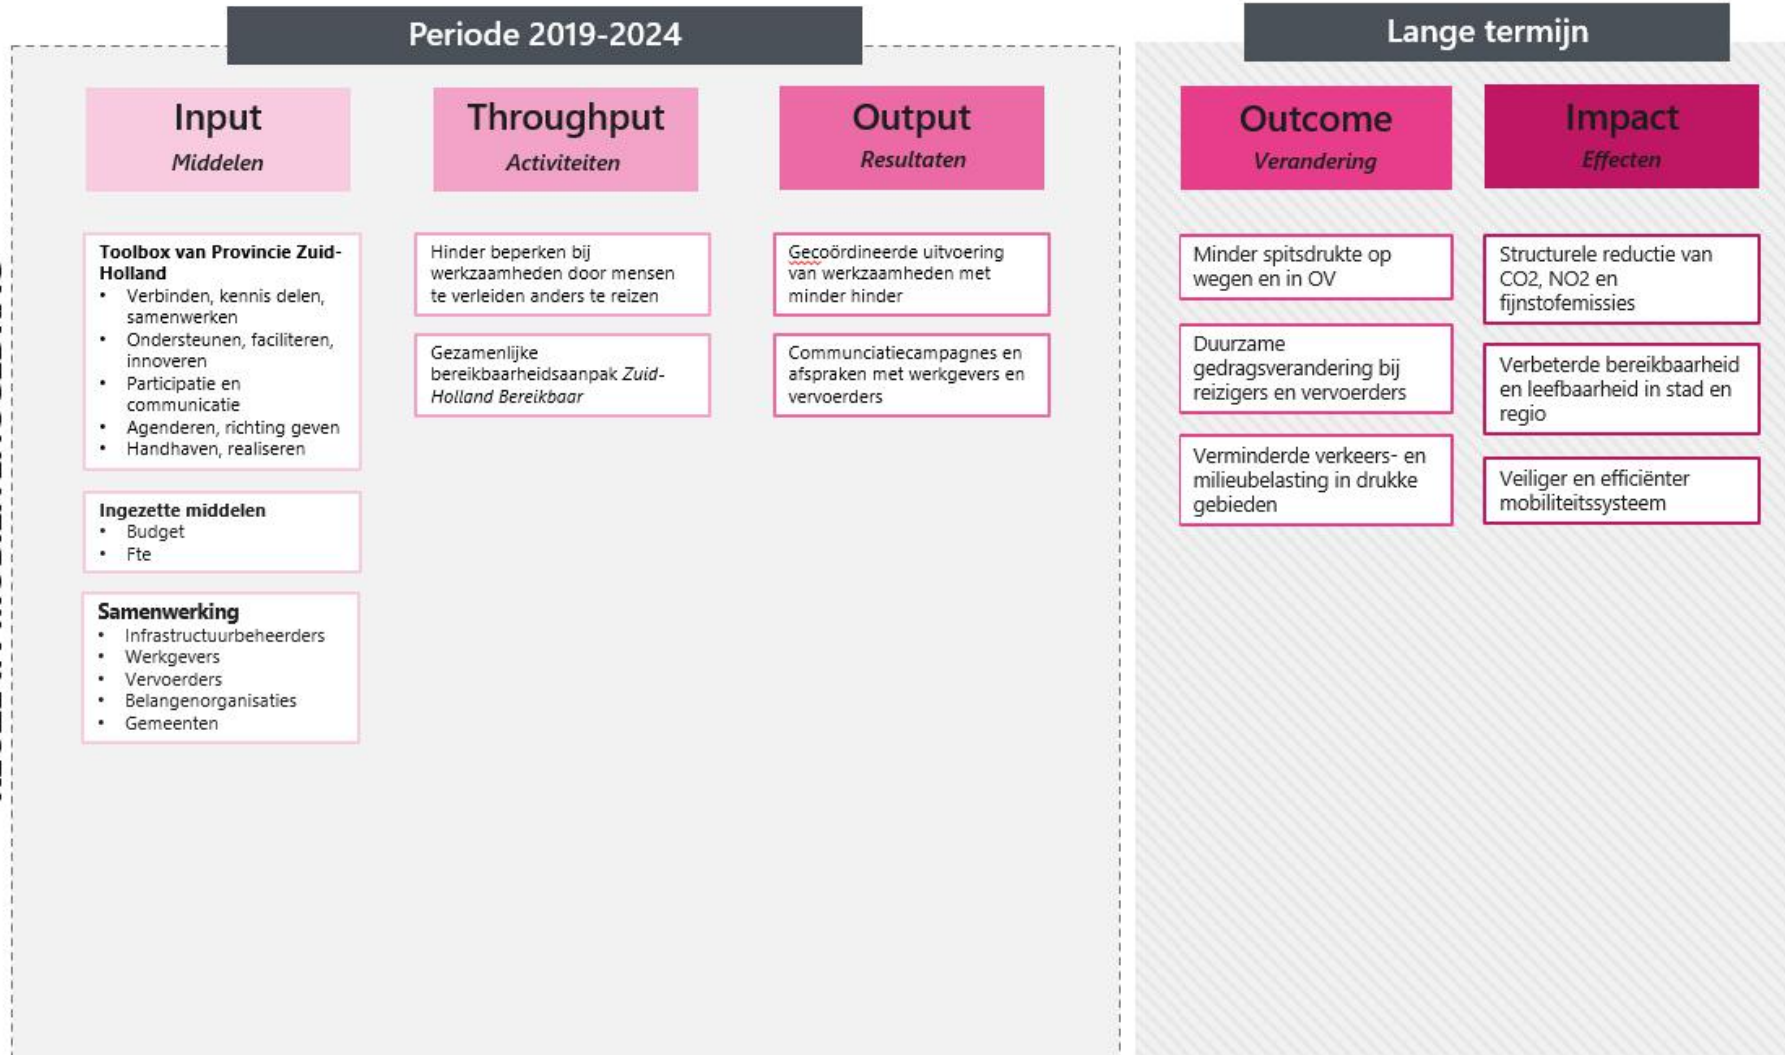 Periode 2019-2024
Lange termijn
Input
Middelen
Throughput
Activiteiten
Output
Resultaten
Outcome
Verandering
Impact
Effecten
Toolbox van Provincie Zuid-
Holland
• Verbinden, kennis delen,
samenwerken
• Ondersteunen, faciliteren,
innoveren
• Participatie en
communicatie
• Agenderen, richting geven
• Handhaven, realiseren
Ingezette middelen
• Budget
• Fte
Samenwerking
• Infrastructuurbeheerders
• Werkgevers
• Vervoerders
• Belangenorganisaties
• Gemeenten
Hinder beperken bij
werkzaamheden door mensen
te verleiden anders te reizen
Gezamenlijke
bereikbaarheidsaanpak Zuid-
Holland Bereikbaar
Gecoördineerde uitvoering
van werkzaamheden met
minder hinder
Communciatiecampagnes en
afspraken met werkgevers en
vervoerders
Minder spitsdrukte op
wegen en in OV
Duurzame
gedragsverandering bij
reizigers en vervoerders
Verminderde verkeers- en
milieubelasting in drukke
gebieden
Structurele reductie van
CO2, NO2 en
fijnstofemissies
Verbeterde bereikbaarheid
en leefbaarheid in stad en
regio
Veiliger en efficiënter
mobiliteitssysteem